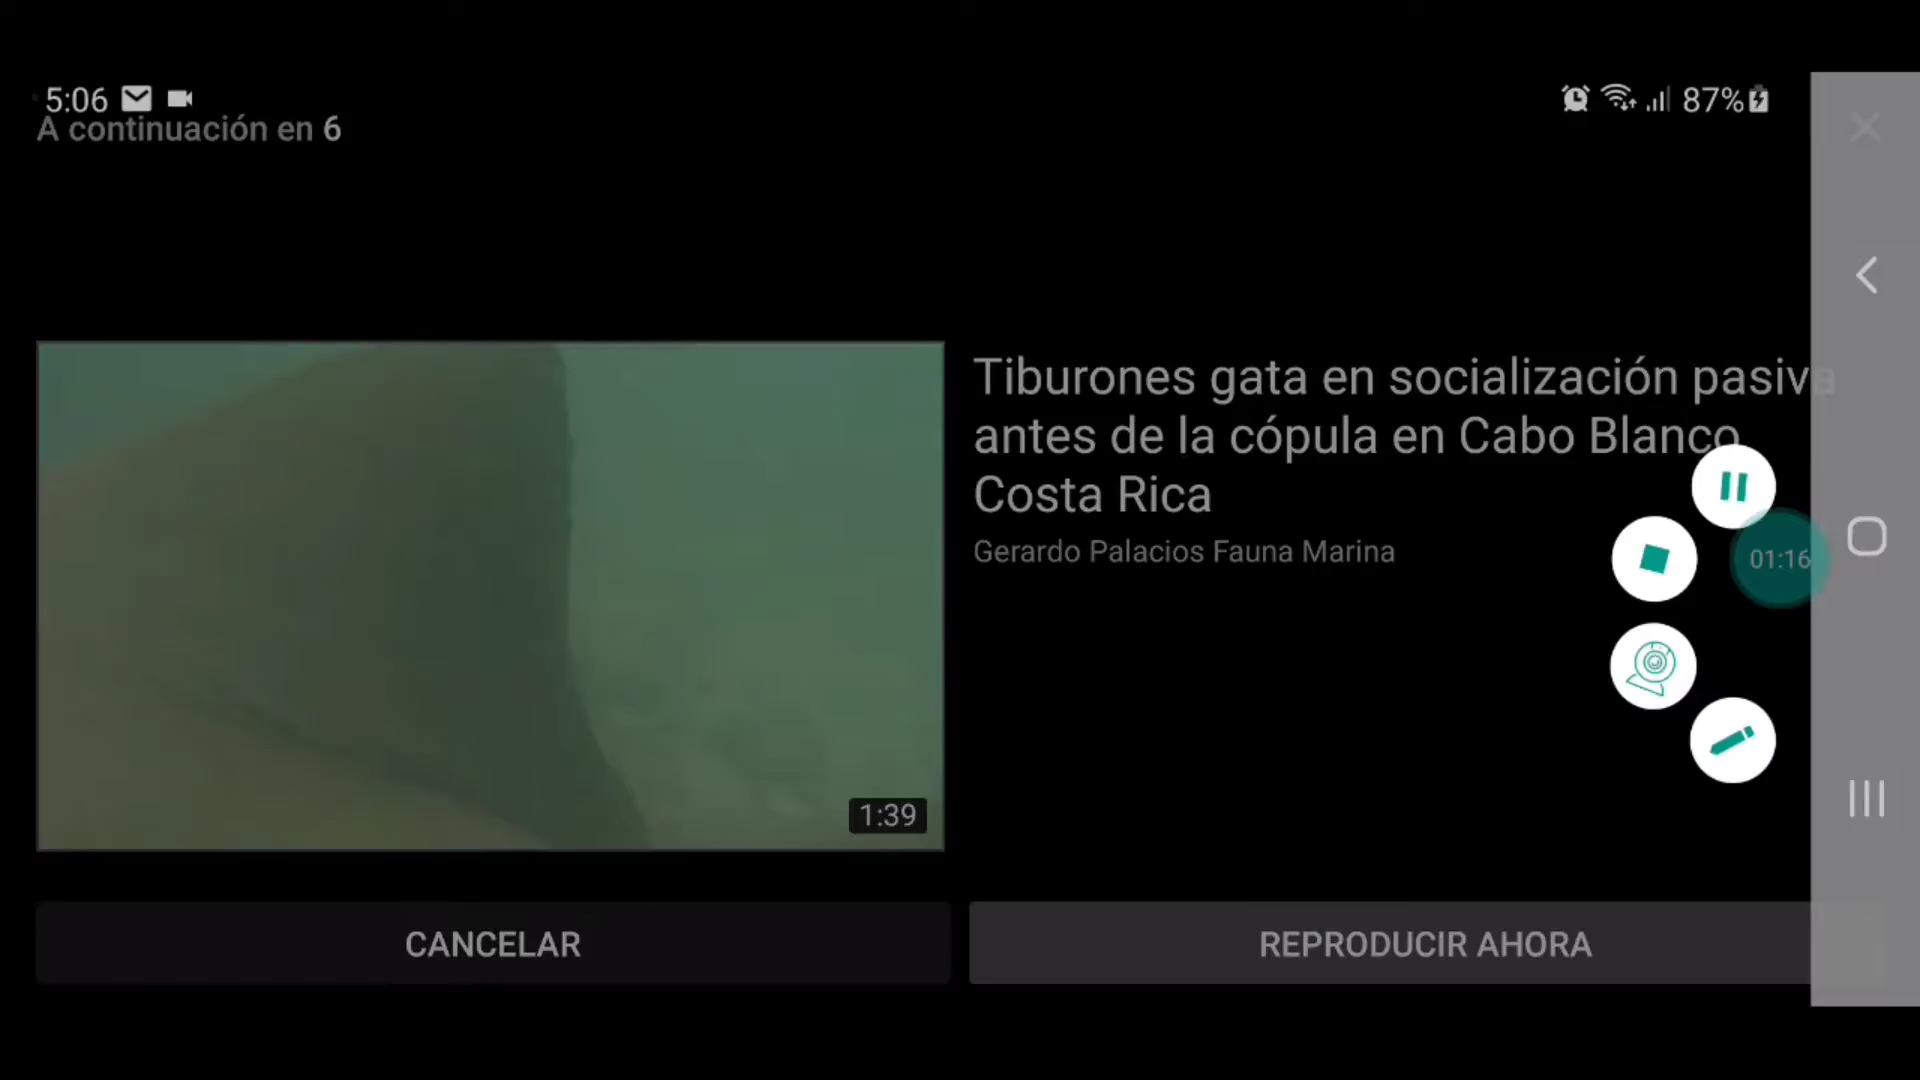 5:06
87%
A continuación en 6
Tiburones gata en socialización pasiva
antes de la cópula en Cabo Blanco
Costa Rica
Gerardo Palacios Fauna Marina
01:16
1:39
CANCELAR
REPRODUCIR AHORA